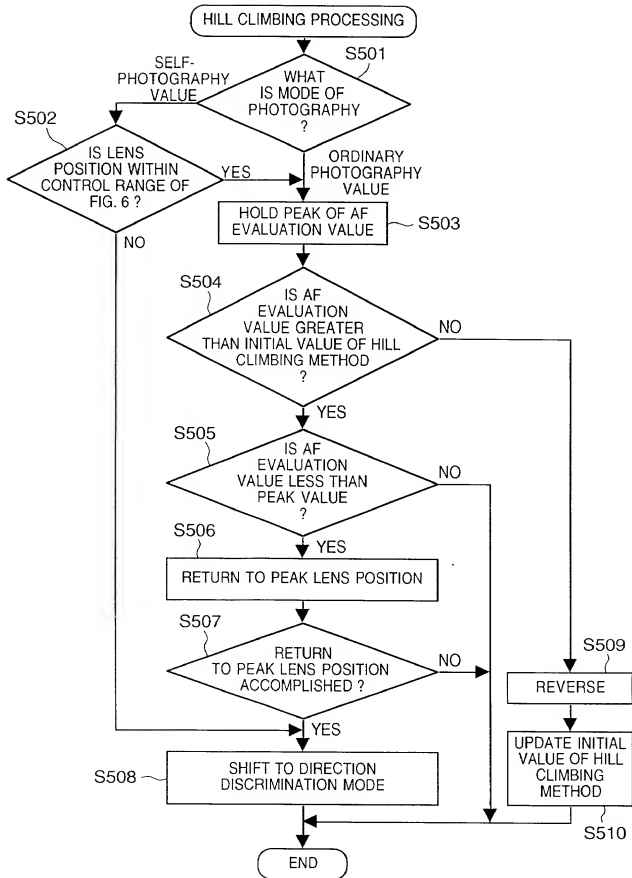 HILL CLIMBING PROCESSING
S501
WHAT
IS MODE OF
PHOTOGRAPHY
?
SELF-
PHOTOGRAPHY
VALUE
S502
IS LENS
POSITION WITHIN
CONTROL RANGE OF
FIG. 6 ?
YES
NO
ORDINARY
PHOTOGRAPHY
VALUE
HOLD PEAK OF AF
EVALUATION VALUE
S503
S504
IS AF
EVALUATION
VALUE GREATER
THAN INITIAL VALUE OF HILL
CLIMBING METHOD
?
NO
YES
S505
IS AF
EVALUATION
VALUE LESS THAN
PEAK VALUE
?
NO
YES
S506
RETURN TO PEAK LENS POSITION
S507
RETURN
TO PEAK LENS POSITION
ACCOMPLISHED ?
NO
YES
S509
REVERSE
S508
SHIFT TO DIRECTION
DISCRIMINATION MODE
UPDATE INITIAL
VALUE OF HILL
CLIMBING
METHOD
S510
END